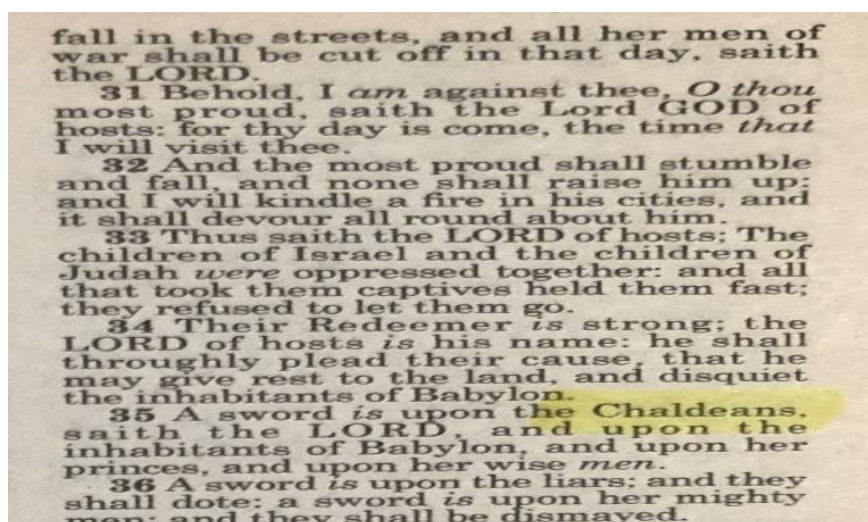 fall in the streets, and all her men of
war shall be cut off in that day, saith
the LORD.
31 Behold, I am against thee, O thou
most proud, saith the Lord GOD of
hosts: for thy day is come, the time that
I will visit thee.
32 And the most proud shall stumble
and fall, and none shall raise him up:
and I will kindle a fire in his cities, and
it shall devour all round about him.
33 Thus saith the LORD of hosts; The
children of Israel and the children of
Judah were oppressed together: and all
that took them captives held them fast;
they refused to let them go.
34 Their Redeemer is strong; the
LORD of hosts is his name: he shall
throughly plead their cause, that he
may give rest to the land, and disquiet
the inhabitants of Babylon.
35 A sword is upon the Chaldeans,
saith the LORD, and upon the
inhabitants of Babylon, and upon her
princes, and upon her wise men.
36 A sword is upon the liars; and they
shall dote: a sword is upon her mighty
men; and they shall be dismayed.